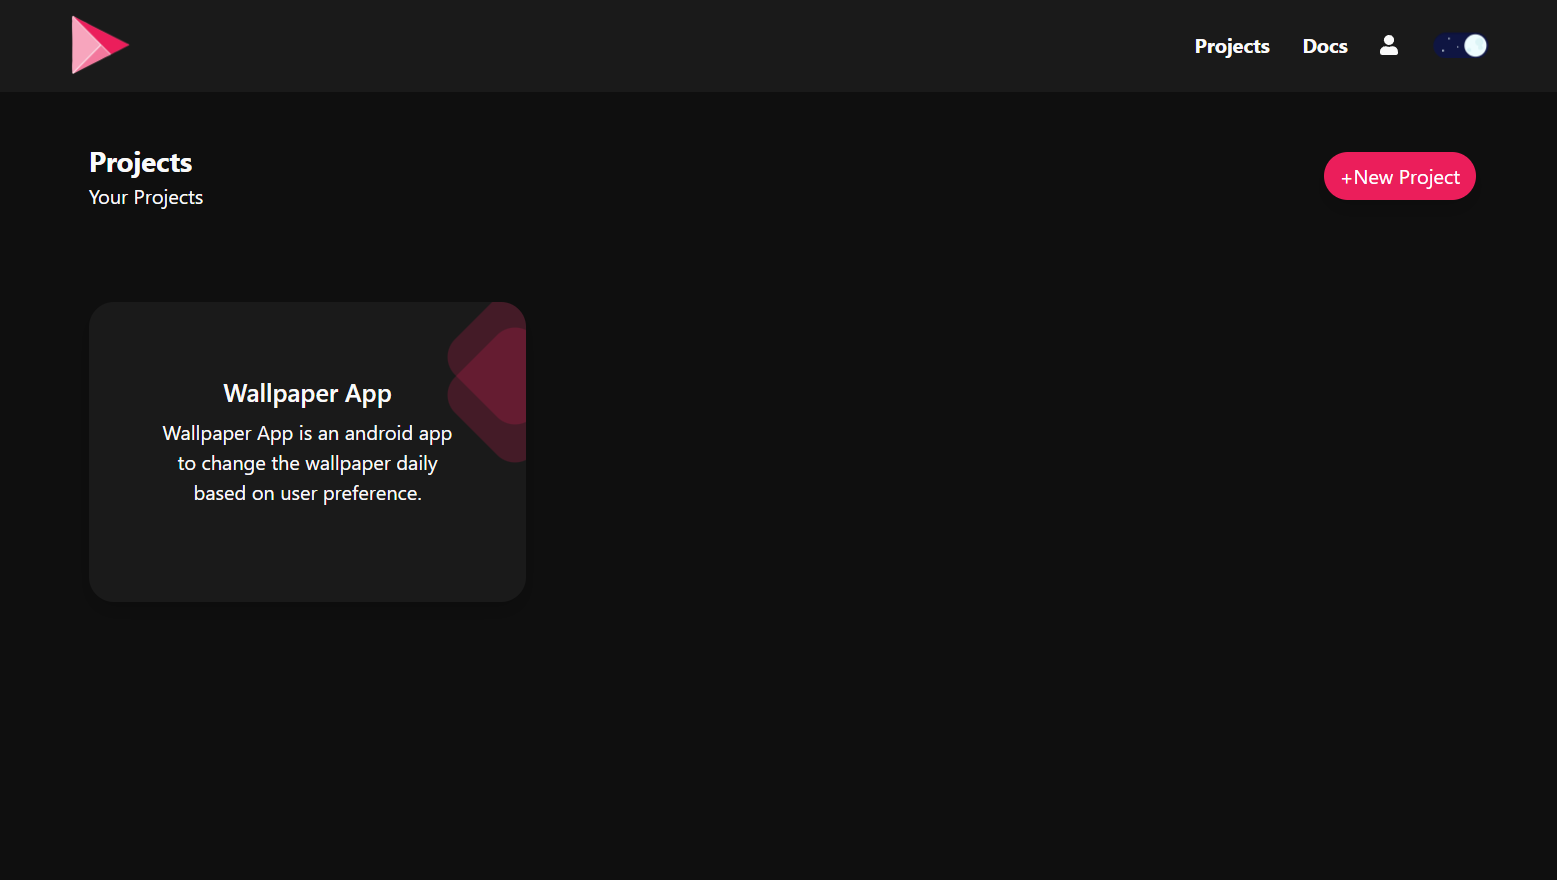 Projects
Docs
Projects
Your Projects
+New Project
Wallpaper App
Wallpaper App is an android app
to change the wallpaper daily
based on user preference.